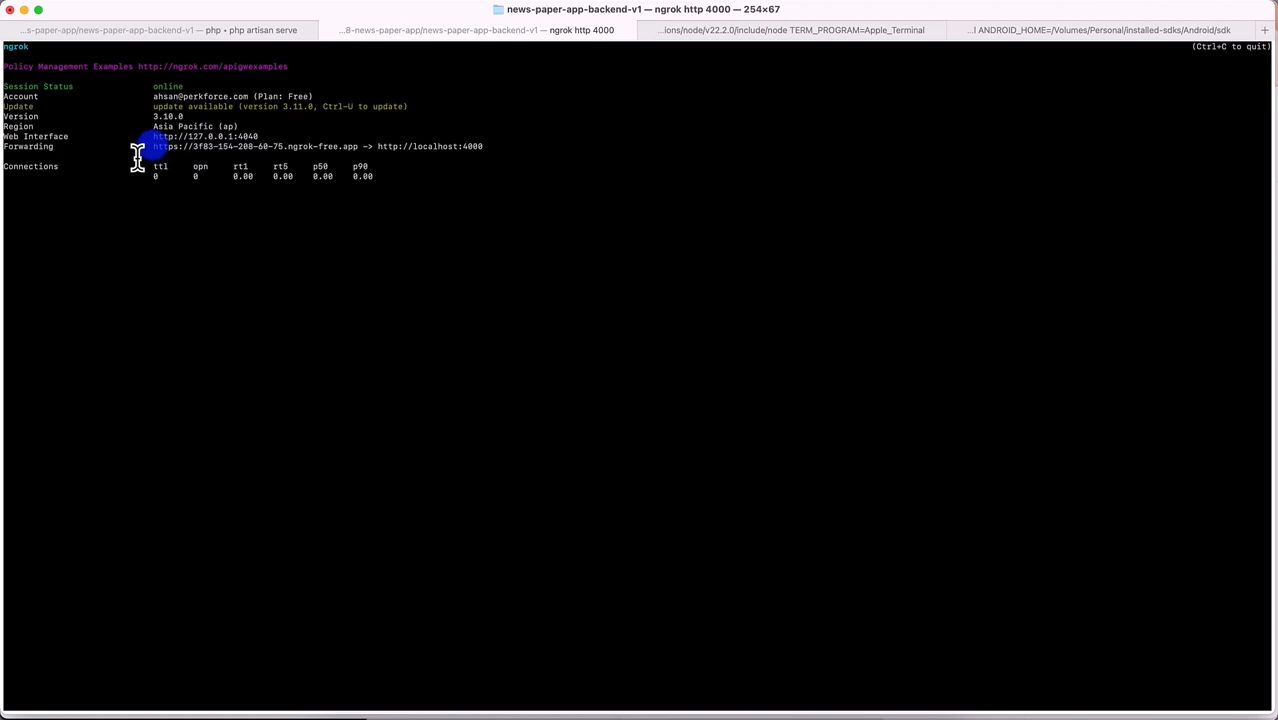 news-paper-app-backend-v1 — ngrok http 4000 — 254×67
...s-paper-app/news-paper-app-backend-v1 — php • php artisan serve
...8-news-paper-app/news-paper-app-backend-v1 — ngrok http 4000
...ions/node/v22.2.0/include/node TERM_PROGRAM=Apple_Terminal
...l ANDROID_HOME=/Volumes/Personal/installed-sdks/Android/sdk
ngrok (Ctrl+C to quit)
Policy Management Examples http://ngrok.com/apigwexamples
Session Status online
Account ahsan@perkforce.com (Plan: Free)
Update update available (version 3.11.0, Ctrl-U to update)
Version 3.10.0
Region Asia Pacific (ap)
Web Interface http://127.0.0.1:4040
Forwarding https://3f83-154-208-60-75.ngrok-free.app -> http://localhost:4000
Connections ttl opn rt1 rt5 p50 p90
0 0 0.00 0.00 0.00 0.00